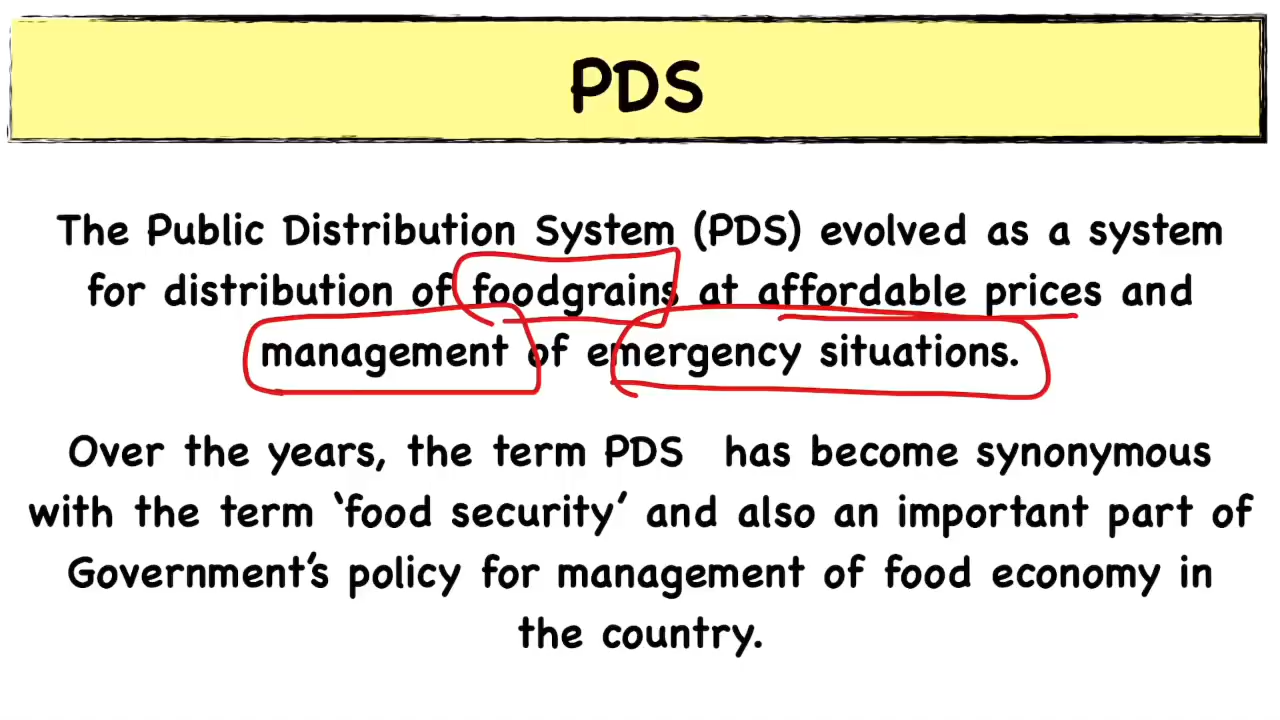 PDS
The Public Distribution System (PDS) evolved as a system
for distribution of foodgrains at affordable prices and
management of emergency situations.
Over the years, the term PDS has become synonymous
with the term ‘food security’ and also an important part of
Government’s policy for management of food economy in
the country.